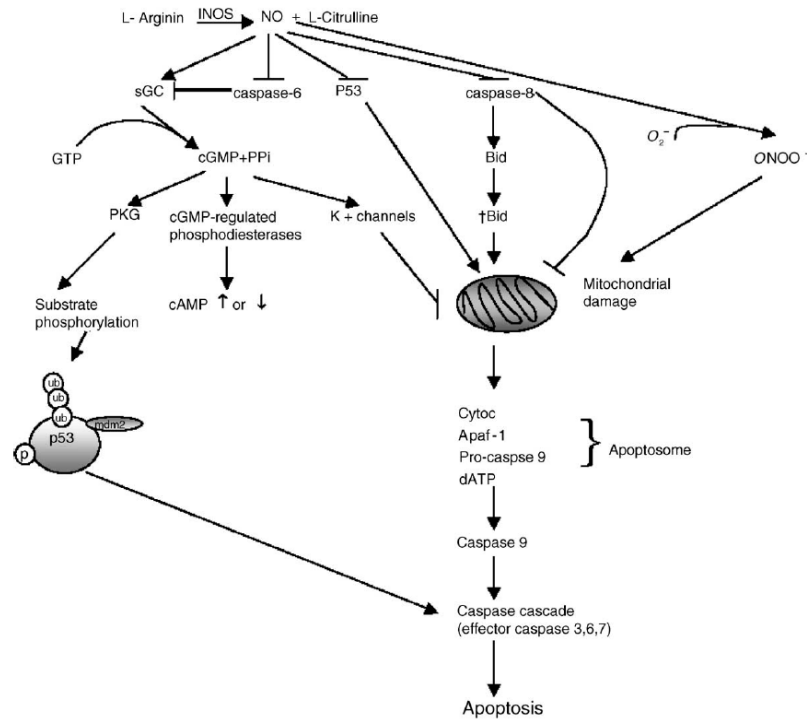 L- Arginin INOS NO + L-Citrulline
sGC caspase-6 P53 caspase-8
O₂⁻
GTP cGMP+PPi Bid ONOO⁻
PKG cGMP-regulated
phosphodiesterases
K + channels †Bid
Substrate
phosphorylation
cAMP ↑ or ↓
Mitochondrial
damage
ub
ub
ub
mdm2
p53
p
Cytoc
Apaf-1
Pro-caspse 9
dATP
} Apoptosome
Caspase 9
Caspase cascade
(effector caspase 3,6,7)
Apoptosis